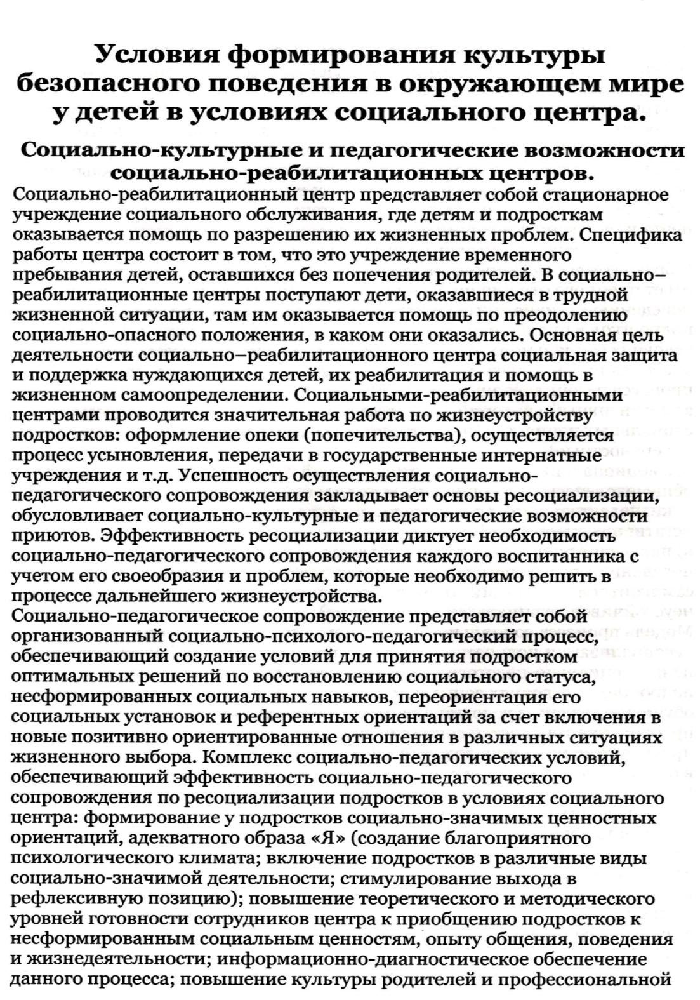 Условия формирования культуры
безопасного поведения в окружающем мире
у детей в условиях социального центра.
Социально-культурные и педагогические возможности
социально-реабилитационных центров.
Социально-реабилитационный центр представляет собой стационарное
учреждение социального обслуживания, где детям и подросткам
оказывается помощь по разрешению их жизненных проблем. Специфика
работы центра состоит в том, что это учреждение временного
пребывания детей, оставшихся без попечения родителей. В социально–
реабилитационные центры поступают дети, оказавшиеся в трудной
жизненной ситуации, там им оказывается помощь по преодолению
социально-опасного положения, в каком они оказались. Основная цель
деятельности социально–реабилитационного центра социальная защита
и поддержка нуждающихся детей, их реабилитация и помощь в
жизненном самоопределении. Социальными-реабилитационными
центрами проводится значительная работа по жизнеустройству
подростков: оформление опеки (попечительства), осуществляется
процесс усыновления, передачи в государственные интернатные
учреждения и т.д. Успешность осуществления социально-
педагогического сопровождения закладывает основы ресоциализации,
обусловливает социально-культурные и педагогические возможности
приютов. Эффективность ресоциализации диктует необходимость
социально-педагогического сопровождения каждого воспитанника с
учетом его своеобразия и проблем, которые необходимо решить в
процессе дальнейшего жизнеустройства.
Социально-педагогическое сопровождение представляет собой
организованный социально-психолого-педагогический процесс,
обеспечивающий создание условий для принятия подростком
оптимальных решений по восстановлению социального статуса,
несформированных социальных навыков, переориентация его
социальных установок и референтных ориентаций за счет включения в
новые позитивно ориентированные отношения в различных ситуациях
жизненного выбора. Комплекс социально-педагогических условий,
обеспечивающий эффективность социально-педагогического
сопровождения по ресоциализации подростков в условиях социального
центра: формирование у подростков социально-значимых ценностных
ориентаций, адекватного образа «Я» (создание благоприятного
психологического климата; включение подростков в различные виды
социально-значимой деятельности; стимулирование выхода в
рефлексивную позицию); повышение теоретического и методического
уровней готовности сотрудников центра к приобщению подростков к
несформированным социальным ценностям, опыту общения, поведения
и жизнедеятельности; информационно-диагностическое обеспечение
данного процесса; повышение культуры родителей и профессиональной